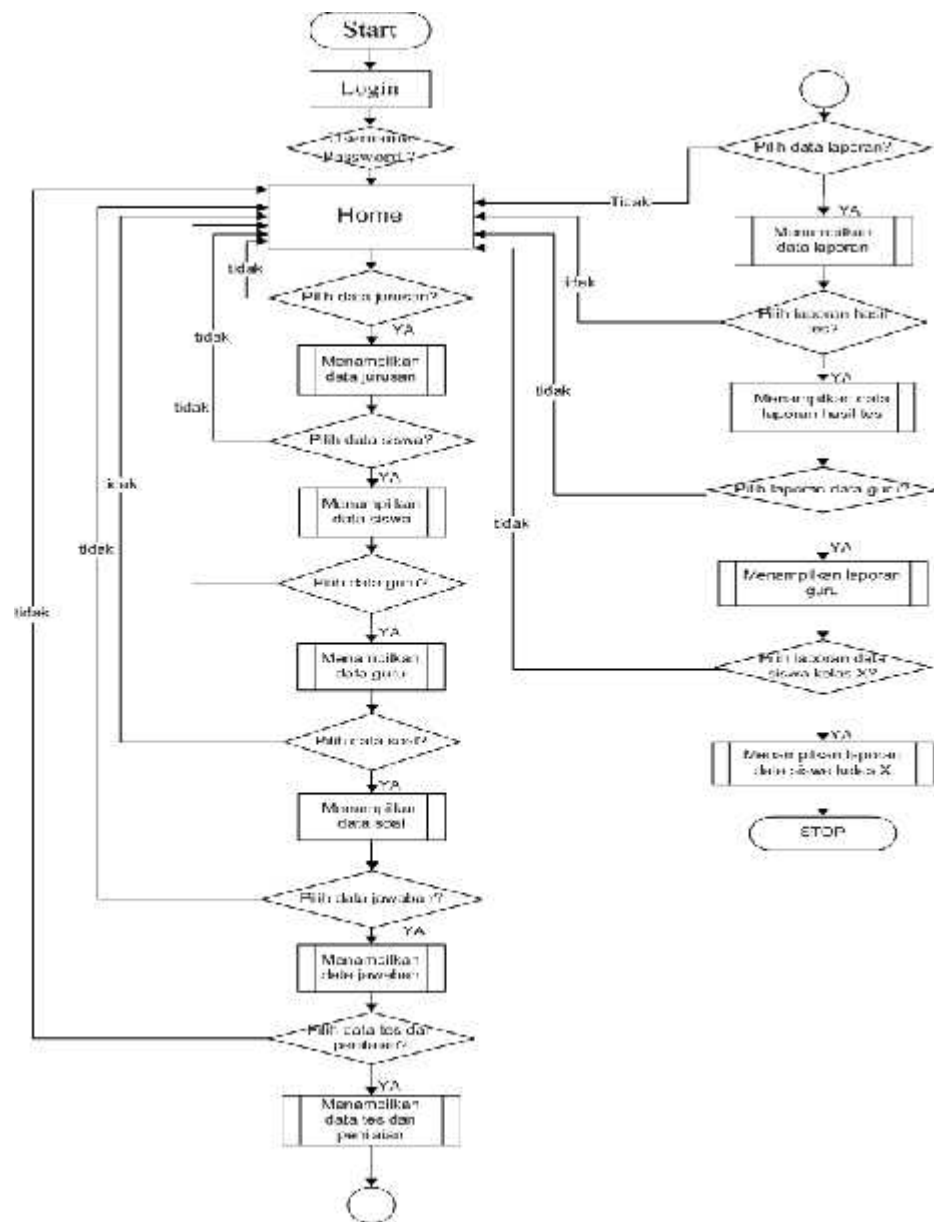 Start
Login
Username
Password ?
Home
tidak
Pilih data jurusan?
YA
Menampilkan
data jurusan
tidak
Pilih data siswa?
YA
Menampilkan
data siswa
tidak
Pilih data guru?
YA
Menampilkan
data guru
tidak
Pilih data soal?
YA
Menampilkan
data soal
tidak
Pilih data jawaban?
YA
Menampilkan
data jawaban
tidak
Pilih data tes dan
penilaian?
YA
Menampilkan
data tes dan
penilaian
Pilih data laporan?
Tidak
YA
Menampilkan
data laporan
tidak
Pilih laporan hasil
tes?
YA
Menampilkan data
laporan hasil tes
tidak
Pilih laporan data guru?
YA
Menampilkan laporan
guru
tidak
Pilih laporan data
siswa kelas X?
YA
Menampilkan laporan
data siswa kelas X
STOP